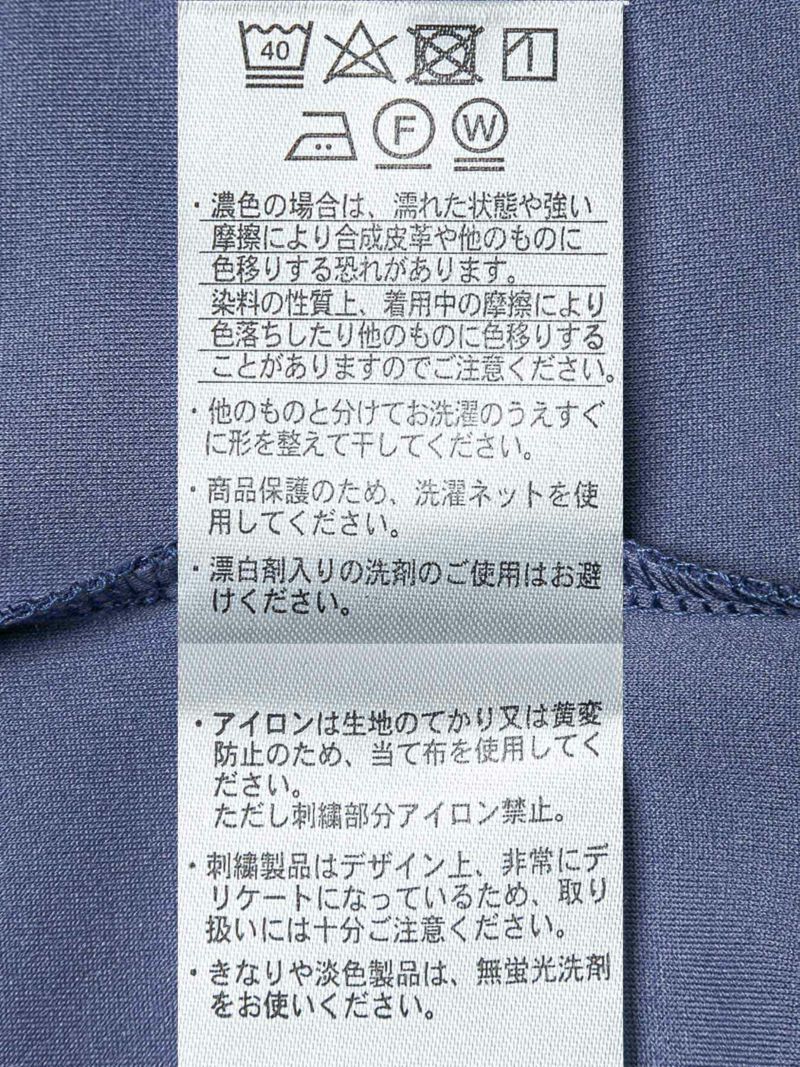 40
F W
・濃色の場合は、濡れた状態や強い
摩擦により合成皮革や他のものに
色移りする恐れがあります。
染料の性質上、着用中の摩擦により
色落ちしたり他のものに色移りする
ことがありますのでご注意ください。
・他のものと分けてお洗濯のうえすぐ
に形を整えて干してください。
・商品保護のため、洗濯ネットを使
用してください。
・漂白剤入りの洗剤のご使用はお避
けください。
・アイロンは生地のてかり又は黄変
防止のため、当て布を使用してく
ださい。
ただし刺繍部分アイロン禁止。
・刺繍製品はデザイン上、非常にデ
リケートになっているため、取り
扱いには十分ご注意ください。
・きなりや淡色製品は、無蛍光洗剤
をお使いください。